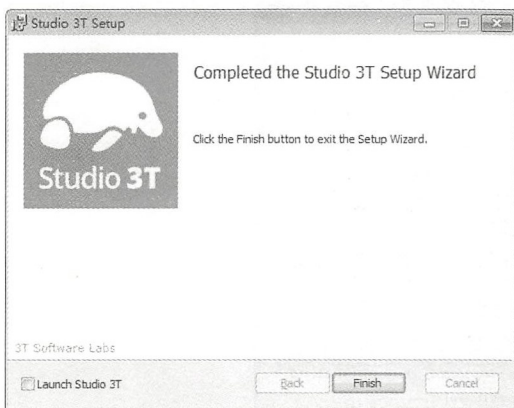 Studio 3T Setup
Completed the Studio 3T Setup Wizard
Click the Finish button to exit the Setup Wizard.
Studio 3T
3T Software Labs
Launch Studio 3T
Back
Finish
Cancel